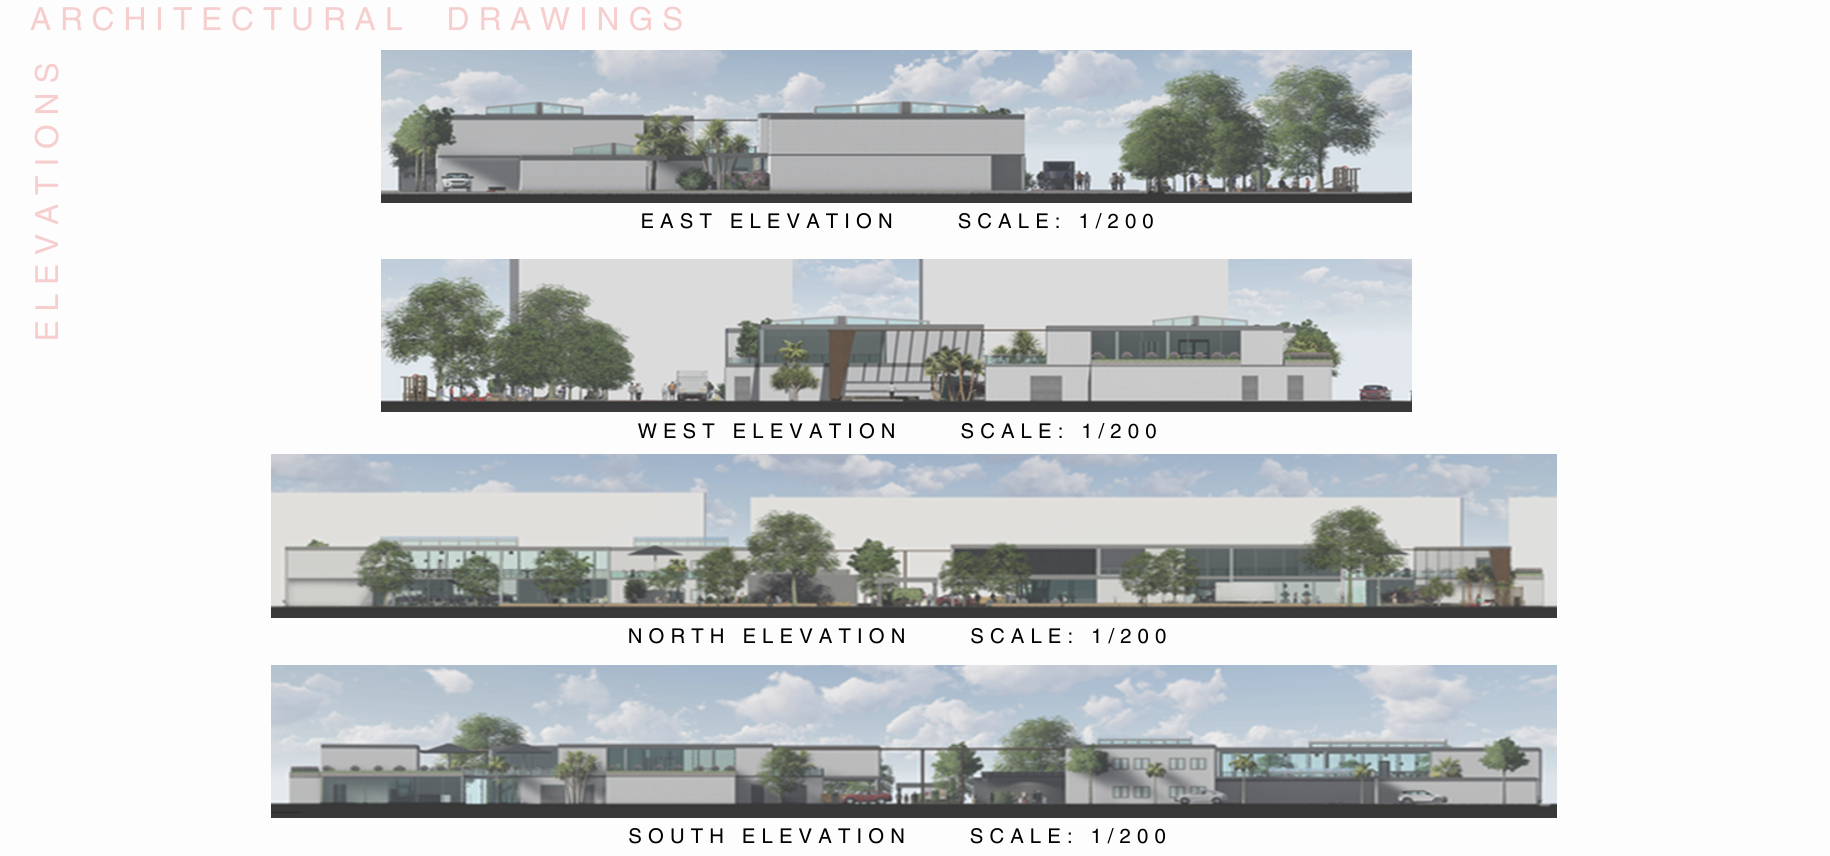 ARCHITECTURAL DRAWINGS
ELEVATIONS
EAST ELEVATION SCALE: 1/200
WEST ELEVATION SCALE: 1/200
NORTH ELEVATION SCALE: 1/200
SOUTH ELEVATION SCALE: 1/200